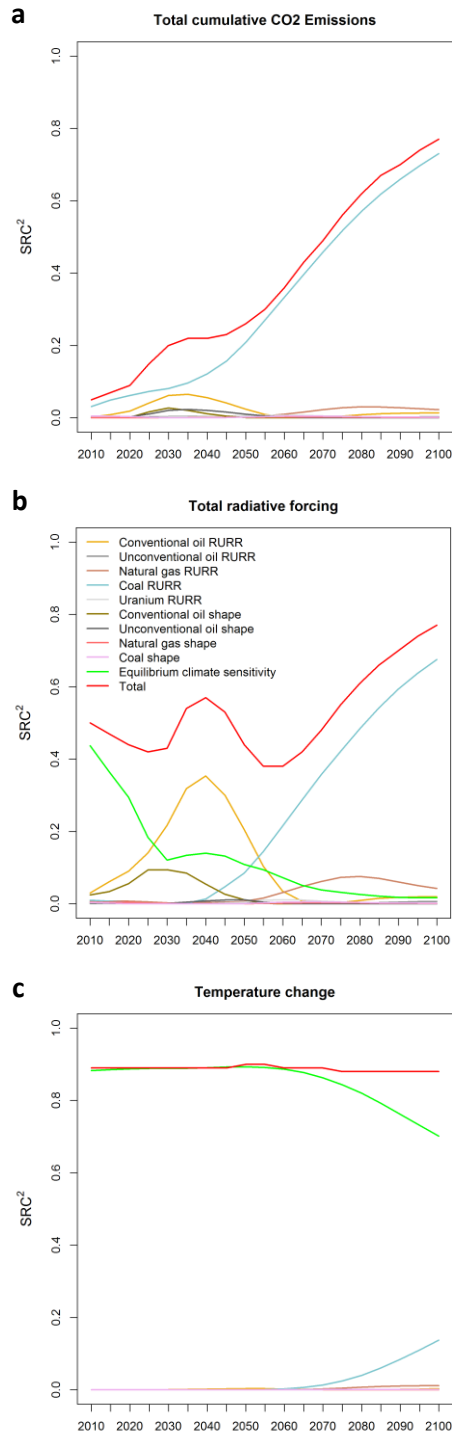 a
Total cumulative CO2 Emissions
1.0
0.8
0.6
0.4
0.2
0.0
SRC²
2010 2020 2030 2040 2050 2060 2070 2080 2090 2100
b
Total radiative forcing
1.0
0.8
0.6
0.4
0.2
0.0
SRC²
Conventional oil RURR
Unconventional oil RURR
Natural gas RURR
Coal RURR
Uranium RURR
Conventional oil shape
Unconventional oil shape
Natural gas shape
Coal shape
Equilibrium climate sensitivity
Total
2010 2020 2030 2040 2050 2060 2070 2080 2090 2100
c
Temperature change
1.0
0.8
0.6
0.4
0.2
0.0
SRC²
2010 2020 2030 2040 2050 2060 2070 2080 2090 2100